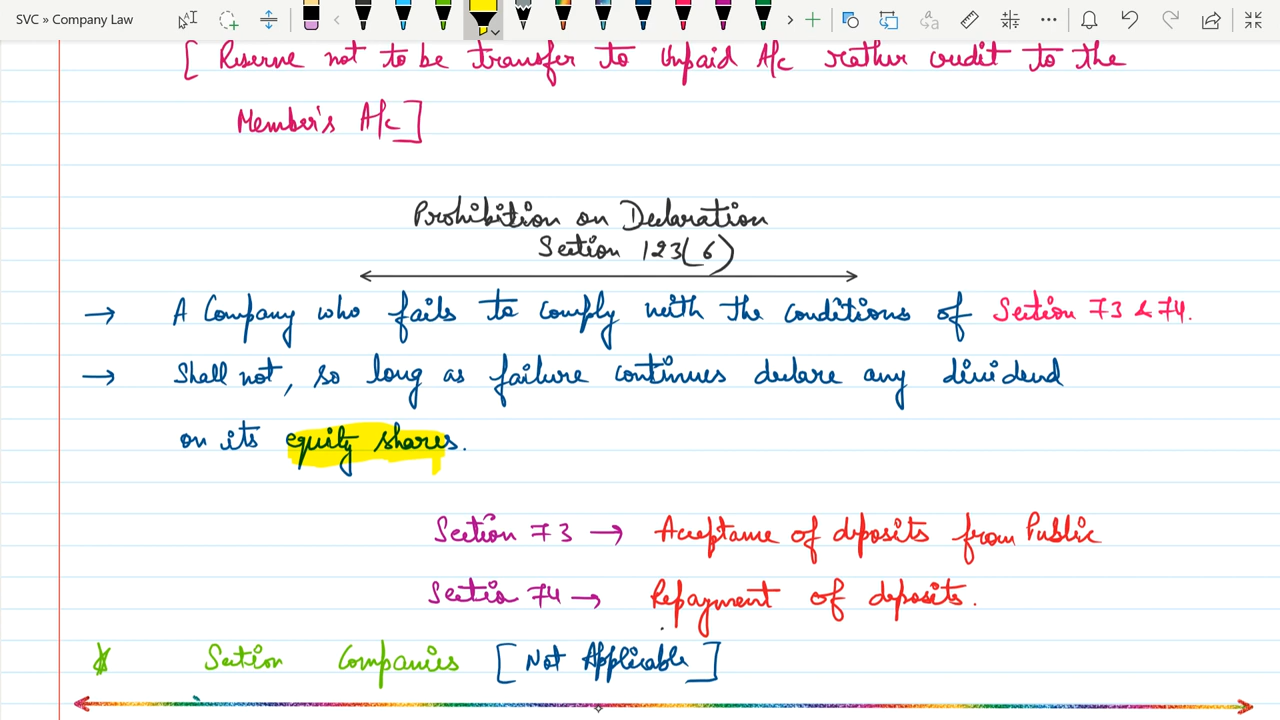 SVC » Company Law
[ Reserve not to be transfer to Unpaid A/c rather credit to the
Member's A/c ]
Prohibition on Declaration
Section 123(6)
→ A Company who fails to comply with the conditions of Section 73 & 74.
→ Shall not, so long as failure continues declare any dividend
on its equity shares.
Section 73 → Acceptance of deposits from Public
Sectio 74 → Repayment of deposits.
* Section Companies [ Not Applicable ]